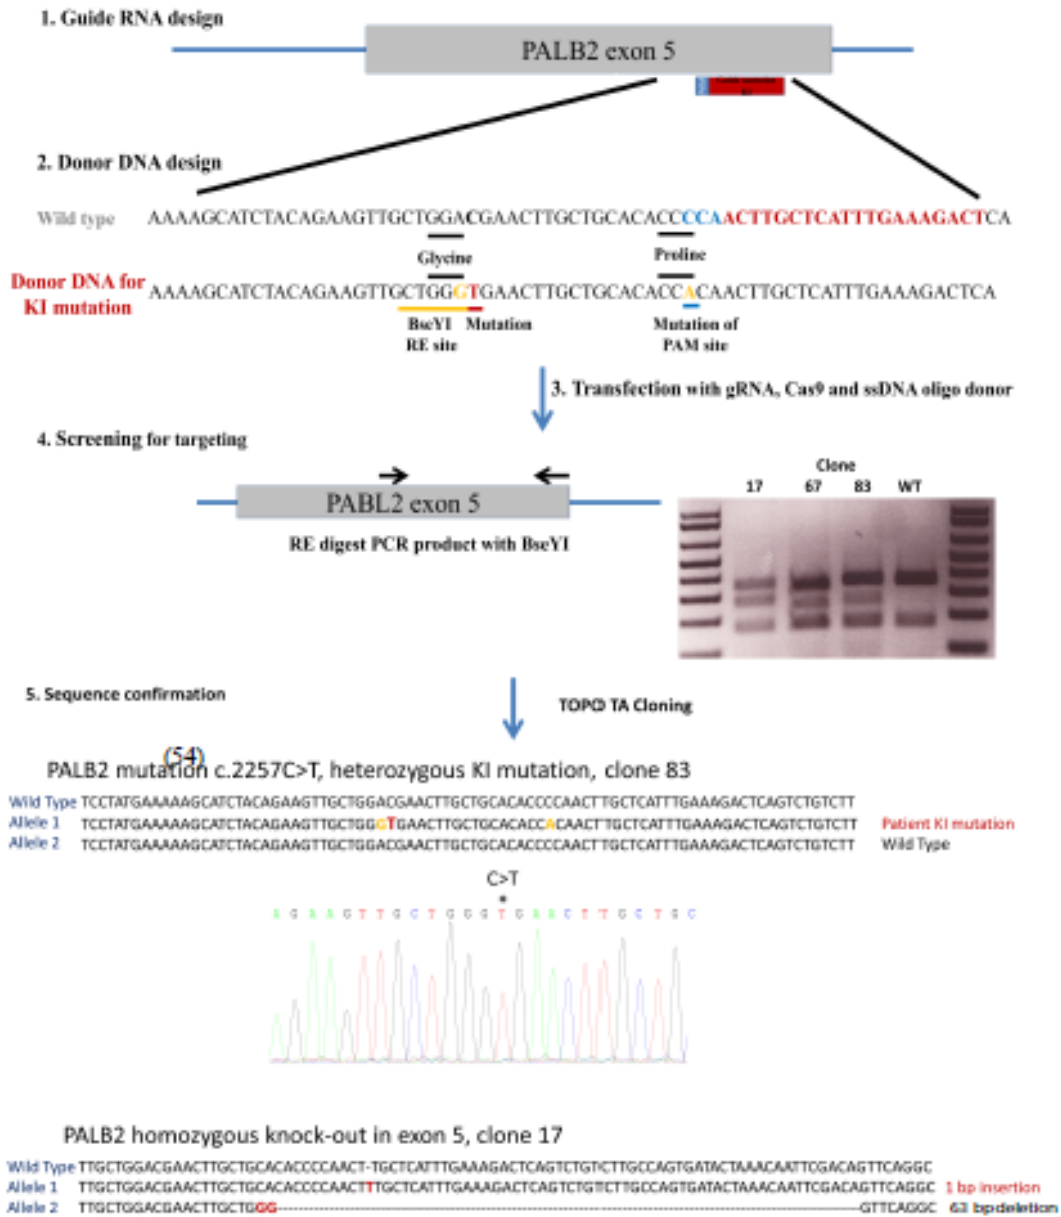 1. Guide RNA design
PALB2 exon 5
2. Donor DNA design
Wild type AAAAGCATCTACAGAAGTTGCTGGACGAACTTGCTGCACACCCCAACTTGCTCATTTGAAAGACTCA
Glycine Proline
Donor DNA for
KI mutation AAAAGCATCTACAGAAGTTGCTGGGTGAACTTGCTGCACACCACAACTTGCTCATTTGAAAGACTCA
BseYI Mutation Mutation of
RE site PAM site
3. Transfection with gRNA, Cas9 and ssDNA oligo donor
4. Screening for targeting
Clone
17 67 83 WT
PABL2 exon 5
RE digest PCR product with BseYI
5. Sequence confirmation
TOPO TA Cloning
(54)
PALB2 mutation c.2257C>T, heterozygous KI mutation, clone 83
Wild Type TCCTATGAAAAAGCATCTACAGAAGTTGCTGGACGAACTTGCTGCACACCCCAACTTGCTCATTTGAAAGACTCAGTCTGTCTT
Allele 1 TCCTATGAAAAAGCATCTACAGAAGTTGCTGGGTGAACTTGCTGCACACCACAACTTGCTCATTTGAAAGACTCAGTCTGTCTT Patient KI mutation
Allele 2 TCCTATGAAAAAGCATCTACAGAAGTTGCTGGACGAACTTGCTGCACACCCCAACTTGCTCATTTGAAAGACTCAGTCTGTCTT Wild Type
C>T
*
A G A A G T T G C T G G G T G A A C T T G C T G C
PALB2 homozygous knock-out in exon 5, clone 17
Wild Type TTGCTGGACGAACTTGCTGCACACCCCAACT-TGCTCATTTGAAAGACTCAGTCTGTCTTGCCAGTGATACTAAACAATTCGACAGTTCAGGC
Allele 1 TTGCTGGACGAACTTGCTGCACACCCCAACTTTGCTCATTTGAAAGACTCAGTCTGTCTTGCCAGTGATACTAAACAATTCGACAGTTCAGGC 1 bp insertion
Allele 2 TTGCTGGACGAACTTGCTGGG---------------------------------------------------------------GTTCAGGC 63 bp deletion